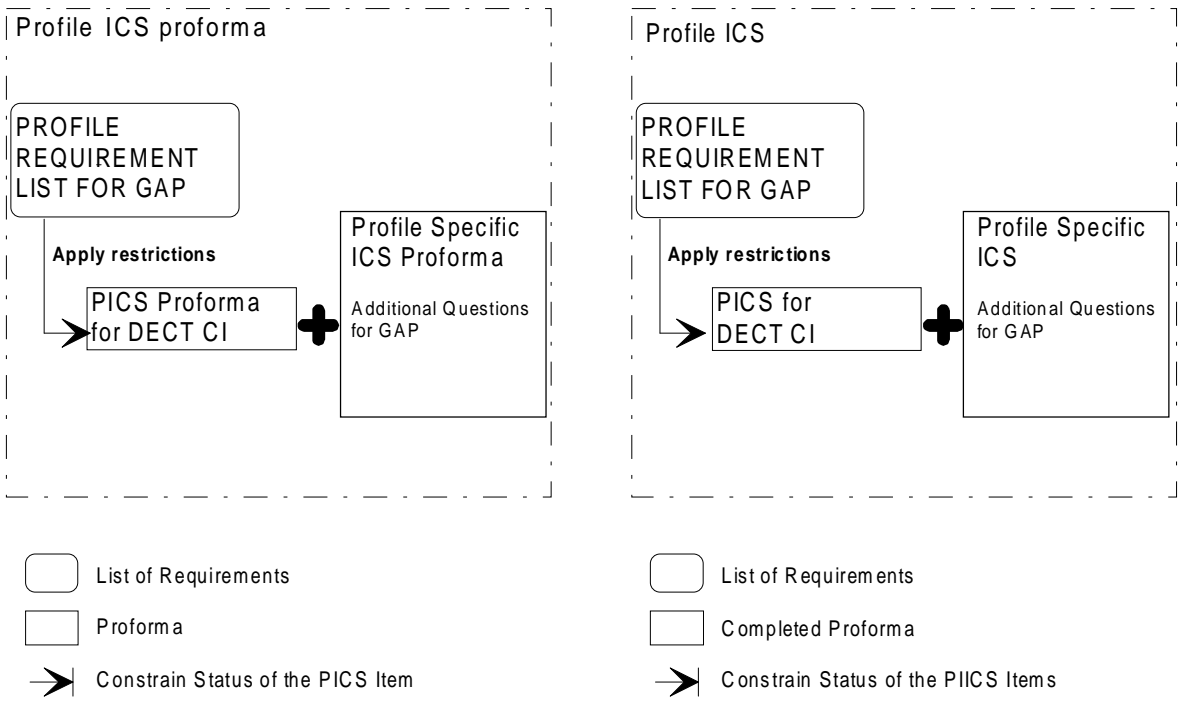 Profile ICS proforma
PROFILE
REQUIREMENT
LIST FOR GAP
Apply restrictions
PICS Proforma
for DECT CI
Profile Specific
ICS Proforma
Additional Questions
for GAP
List of Requirements
Proforma
Constrain Status of the PICS Item
Profile ICS
PROFILE
REQUIREMENT
LIST FOR GAP
Apply restrictions
PICS for
DECT CI
Profile Specific
ICS
Additional Questions
for GAP
List of Requirements
Completed Proforma
Constrain Status of the PIICS Items